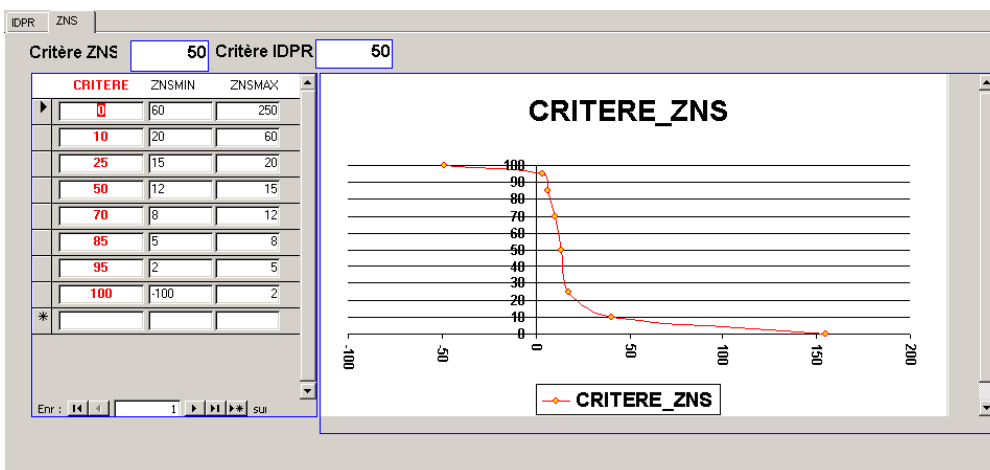 IDPR ZNS
Critère ZNS 50 Critère IDPR 50
CRITERE ZNSMIN ZNSMAX
0 60 250
10 20 60
25 15 20
50 12 15
70 8 12
85 5 8
95 2 5
100 -100 2
Enr : 1 sur
CRITERE_ZNS
100
90
80
70
60
50
40
30
20
10
0
-100 -50 0 50 100 150 200
CRITERE_ZNS